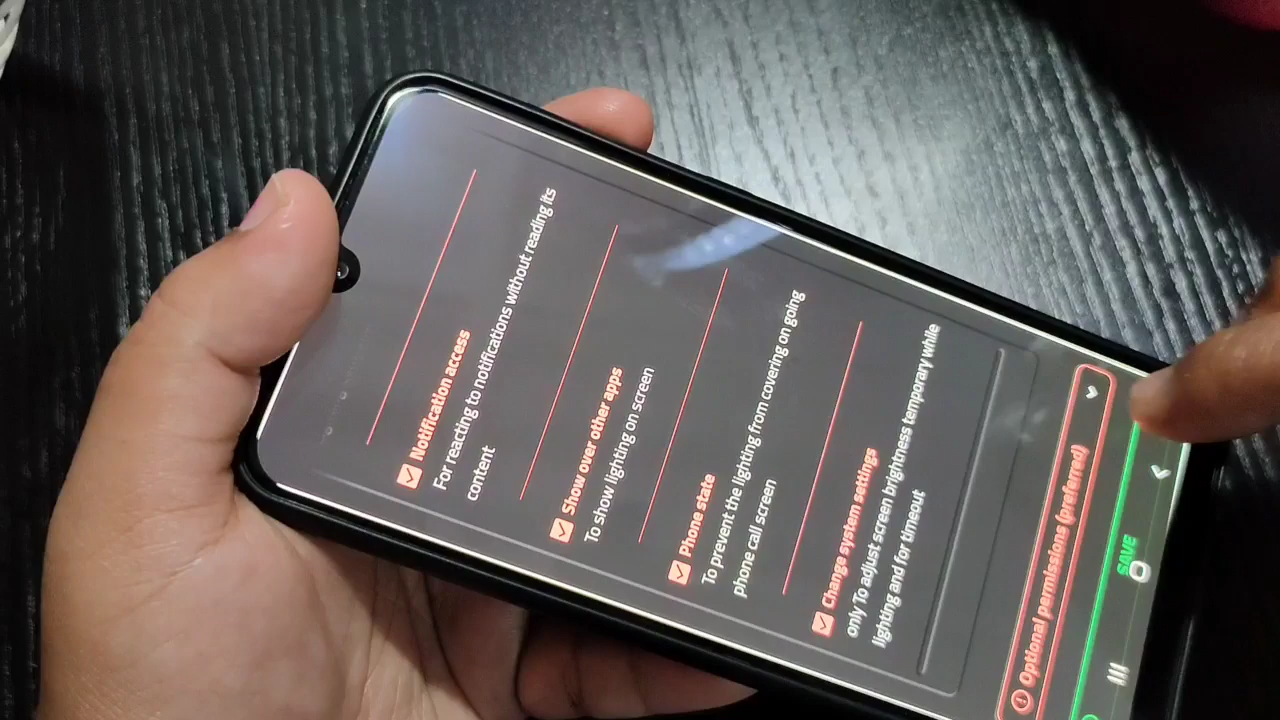 Notification access
For reacting to notifications without reading its
content
Show over other apps
To show lighting on screen
Phone state
To prevent the lighting from covering on going
phone call screen
Change system settings
only To adjust screen brightness temporary while
lighting and for timeout
Optional permissions (preferred)
SAVE